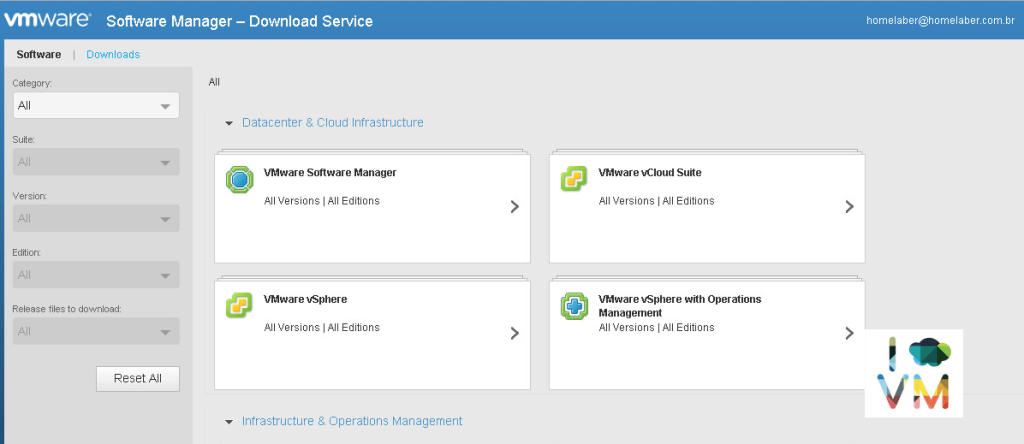 vmware® Software Manager – Download Service
homelaber@homelaber.com.br
Software | Downloads
Category:
All
Suite:
All
Version:
All
Edition:
All
Release files to download:
All
Reset All
All
Datacenter & Cloud Infrastructure
VMware Software Manager
All Versions | All Editions
VMware vCloud Suite
All Versions | All Editions
VMware vSphere
All Versions | All Editions
VMware vSphere with Operations
Management
All Versions | All Editions
I
VM
Infrastructure & Operations Management